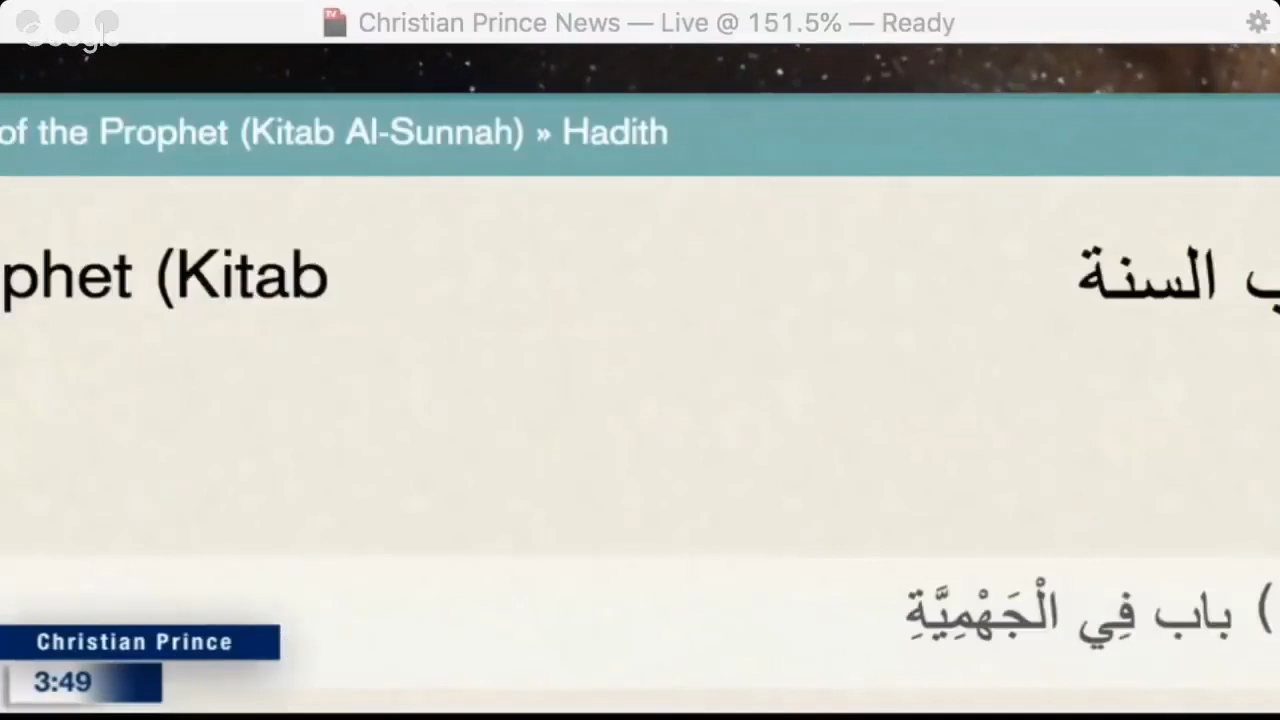 Christian Prince News — Live @ 151.5% — Ready
Google
of the Prophet (Kitab Al-Sunnah) » Hadith
phet (Kitab
ب السنة
) باب فِي الْجَهْمِيَّةِ
Christian Prince
3:49